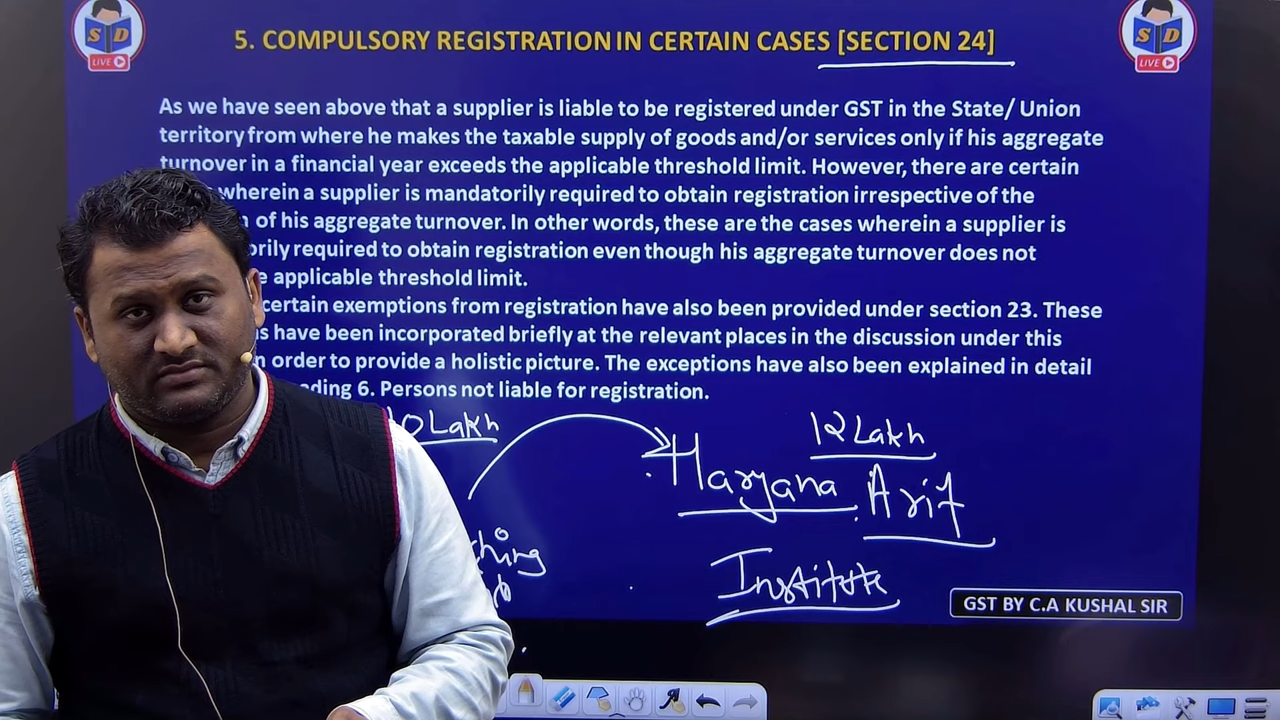 S D
LIVE
5. COMPULSORY REGISTRATION IN CERTAIN CASES [SECTION 24]
S D
LIVE
As we have seen above that a supplier is liable to be registered under GST in the State/ Union
territory from where he makes the taxable supply of goods and/or services only if his aggregate
turnover in a financial year exceeds the applicable threshold limit. However, there are certain
wherein a supplier is mandatorily required to obtain registration irrespective of the
of his aggregate turnover. In other words, these are the cases wherein a supplier is
required to obtain registration even though his aggregate turnover does not
applicable threshold limit.
certain exemptions from registration have also been provided under section 23. These
have been incorporated briefly at the relevant places in the discussion under this
order to provide a holistic picture. The exceptions have also been explained in detail
6. Persons not liable for registration.
Lakh
12 Lakh
Haryana Arif
Institute
GST BY C.A KUSHAL SIR